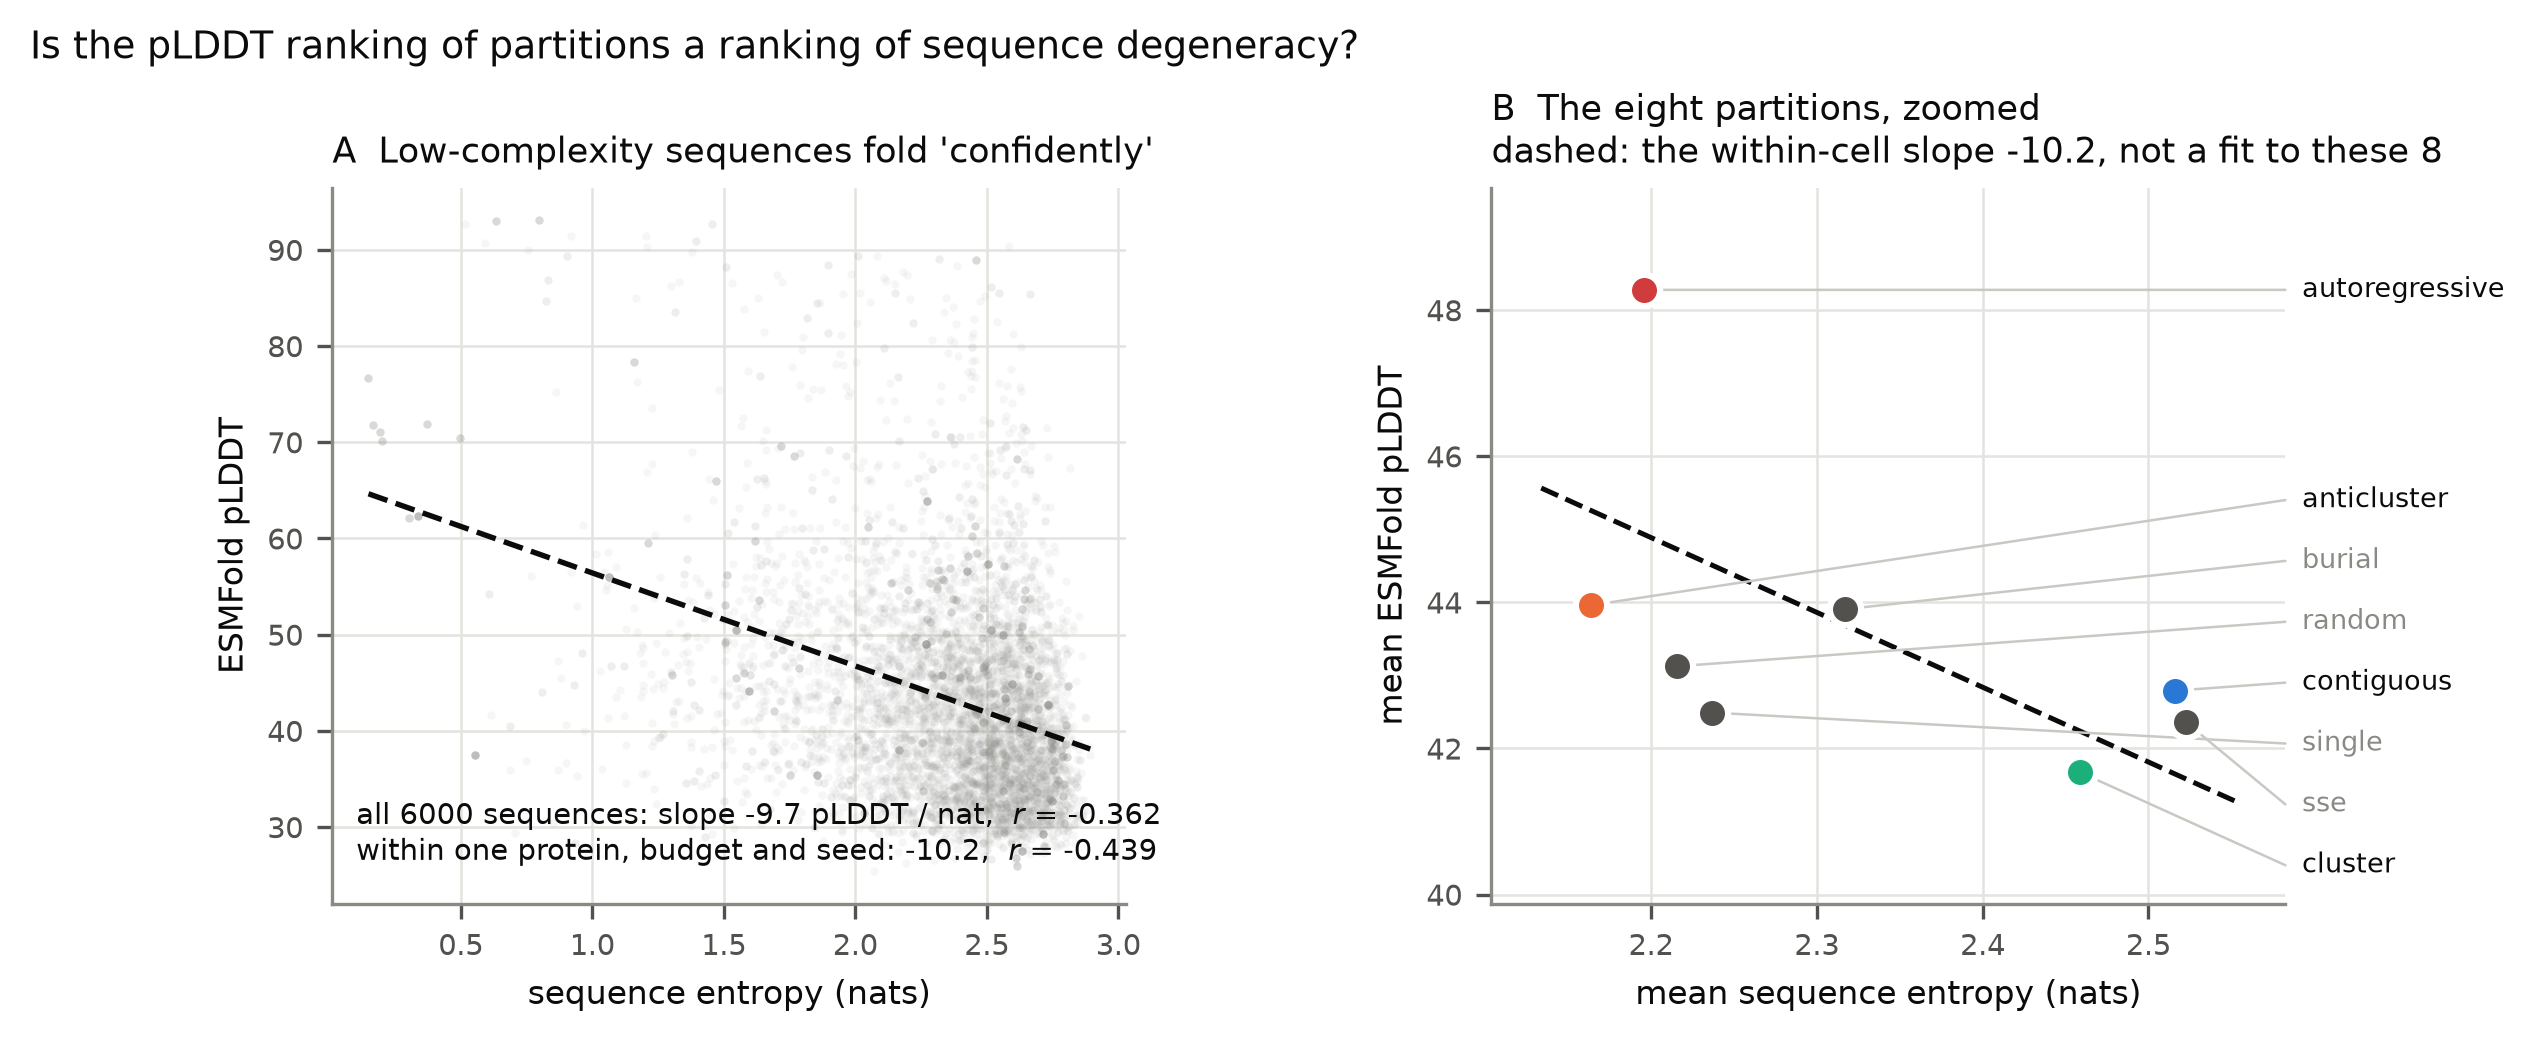 Is the pLDDT ranking of partitions a ranking of sequence degeneracy?
A  Low-complexity sequences fold 'confidently'
ESMFold pLDDT
90
80
70
60
50
40
30
all 6000 sequences: slope -9.7 pLDDT / nat,  r = -0.362
within one protein, budget and seed: -10.2,  r = -0.439
0.5 1.0 1.5 2.0 2.5 3.0
sequence entropy (nats)
B  The eight partitions, zoomed
dashed: the within-cell slope -10.2, not a fit to these 8
mean ESMFold pLDDT
48
46
44
42
40
autoregressive
anticluster
burial
random
contiguous
single
sse
cluster
2.2 2.3 2.4 2.5
mean sequence entropy (nats)